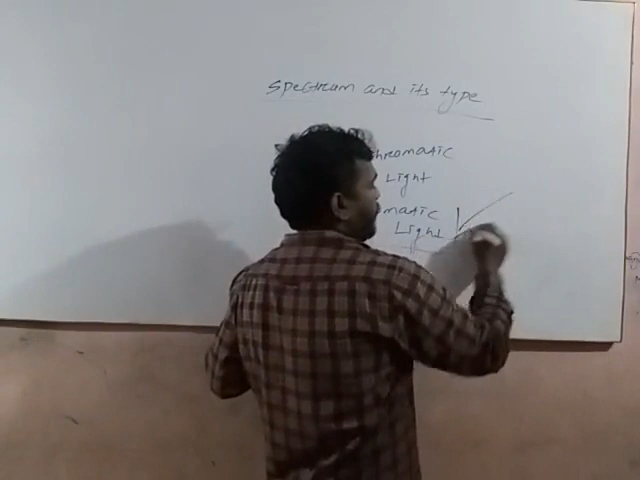 Spectrum and its type
chromatic
Light
matic
Light